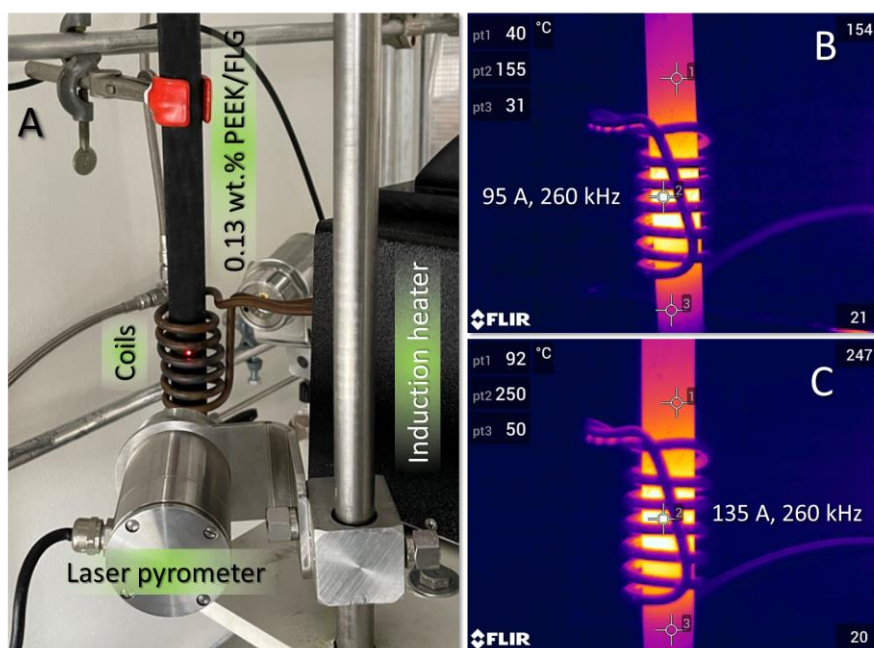 A
0.13 wt.% PEEK/FLG
Coils
Induction heater
Laser pyrometer
pt1 40 °C
pt2 155
pt3 31
154
B
1
2
95 A, 260 kHz
3
FLIR
21
pt1 92 °C
pt2 250
pt3 50
247
C
1
2
135 A, 260 kHz
3
FLIR
20